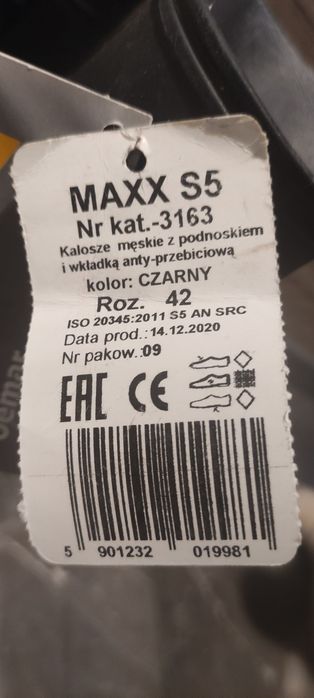 MAXX S5
Nr kat.-3163
Kalosze męskie z podnoskiem
i wkładką anty-przebiciową
kolor: CZARNY
Roz. 42
ISO 20345:2011 S5 AN SRC
Data prod.:14.12.2020
Nr pakow.:09
EAC CE
5 901232 019981
Demar